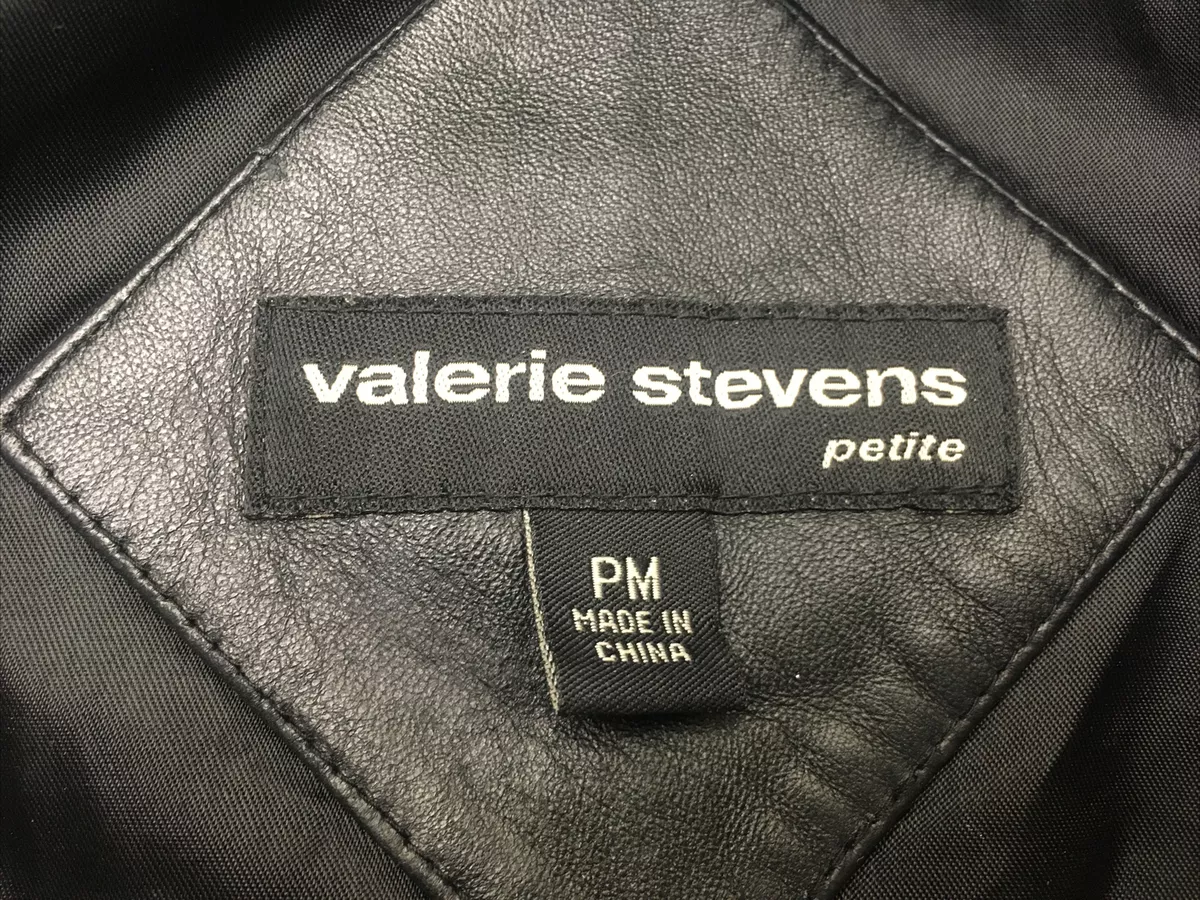 valerie stevens
petite
PM
MADE IN
CHINA